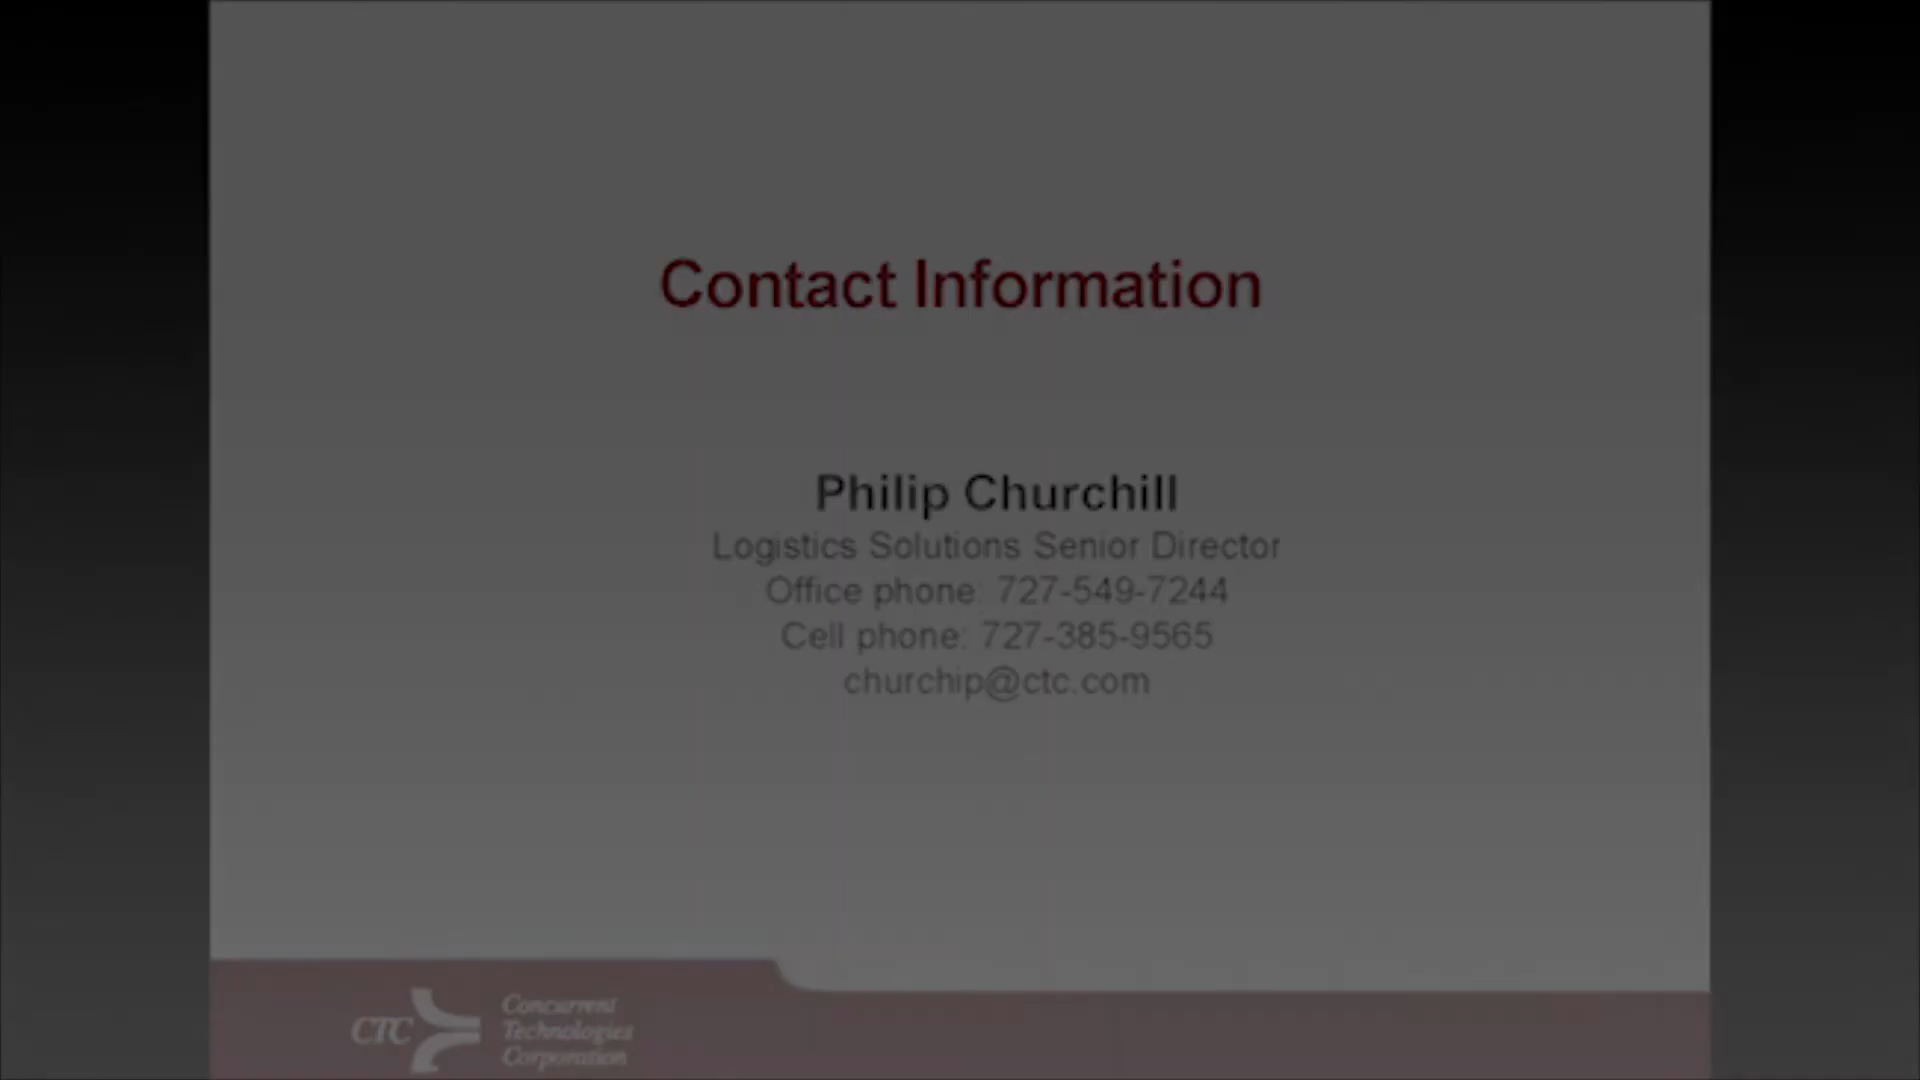 Contact Information
Philip Churchill
Logistics Solutions Senior Director
Office phone: 727-549-7244
Cell phone: 727-385-9565
churchip@ctc.com
CTC
Concurrent
Technologies
Corporation